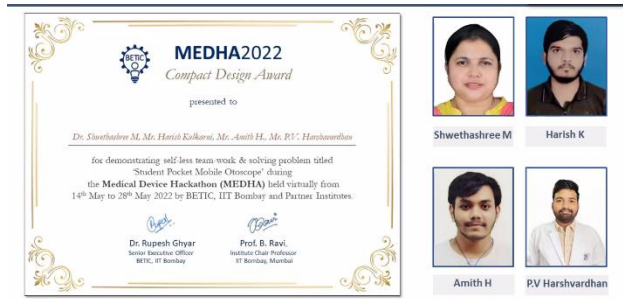 BETIC
MEDHA2022
Compact Design Award
presented to
Dr. Shwethashree M, Mr. Harish Kulkarni, Mr. Amith H., Mr. P.V. Harshavardhan
for demonstrating self-less team-work & solving problem titled
'Student Pocket Mobile Otoscope' during
the Medical Device Hackathon (MEDHA) held virtually from
14th May to 28th May 2022 by BETIC, IIT Bombay and Partner Institutes.
Dr. Rupesh Ghyar
Senior Executive Officer
BETIC, IIT Bombay
Prof. B. Ravi,
Institute Chair Professor
IIT Bombay, Mumbai
Shwethashree M
Harish K
Amith H
P.V Harshvardhan